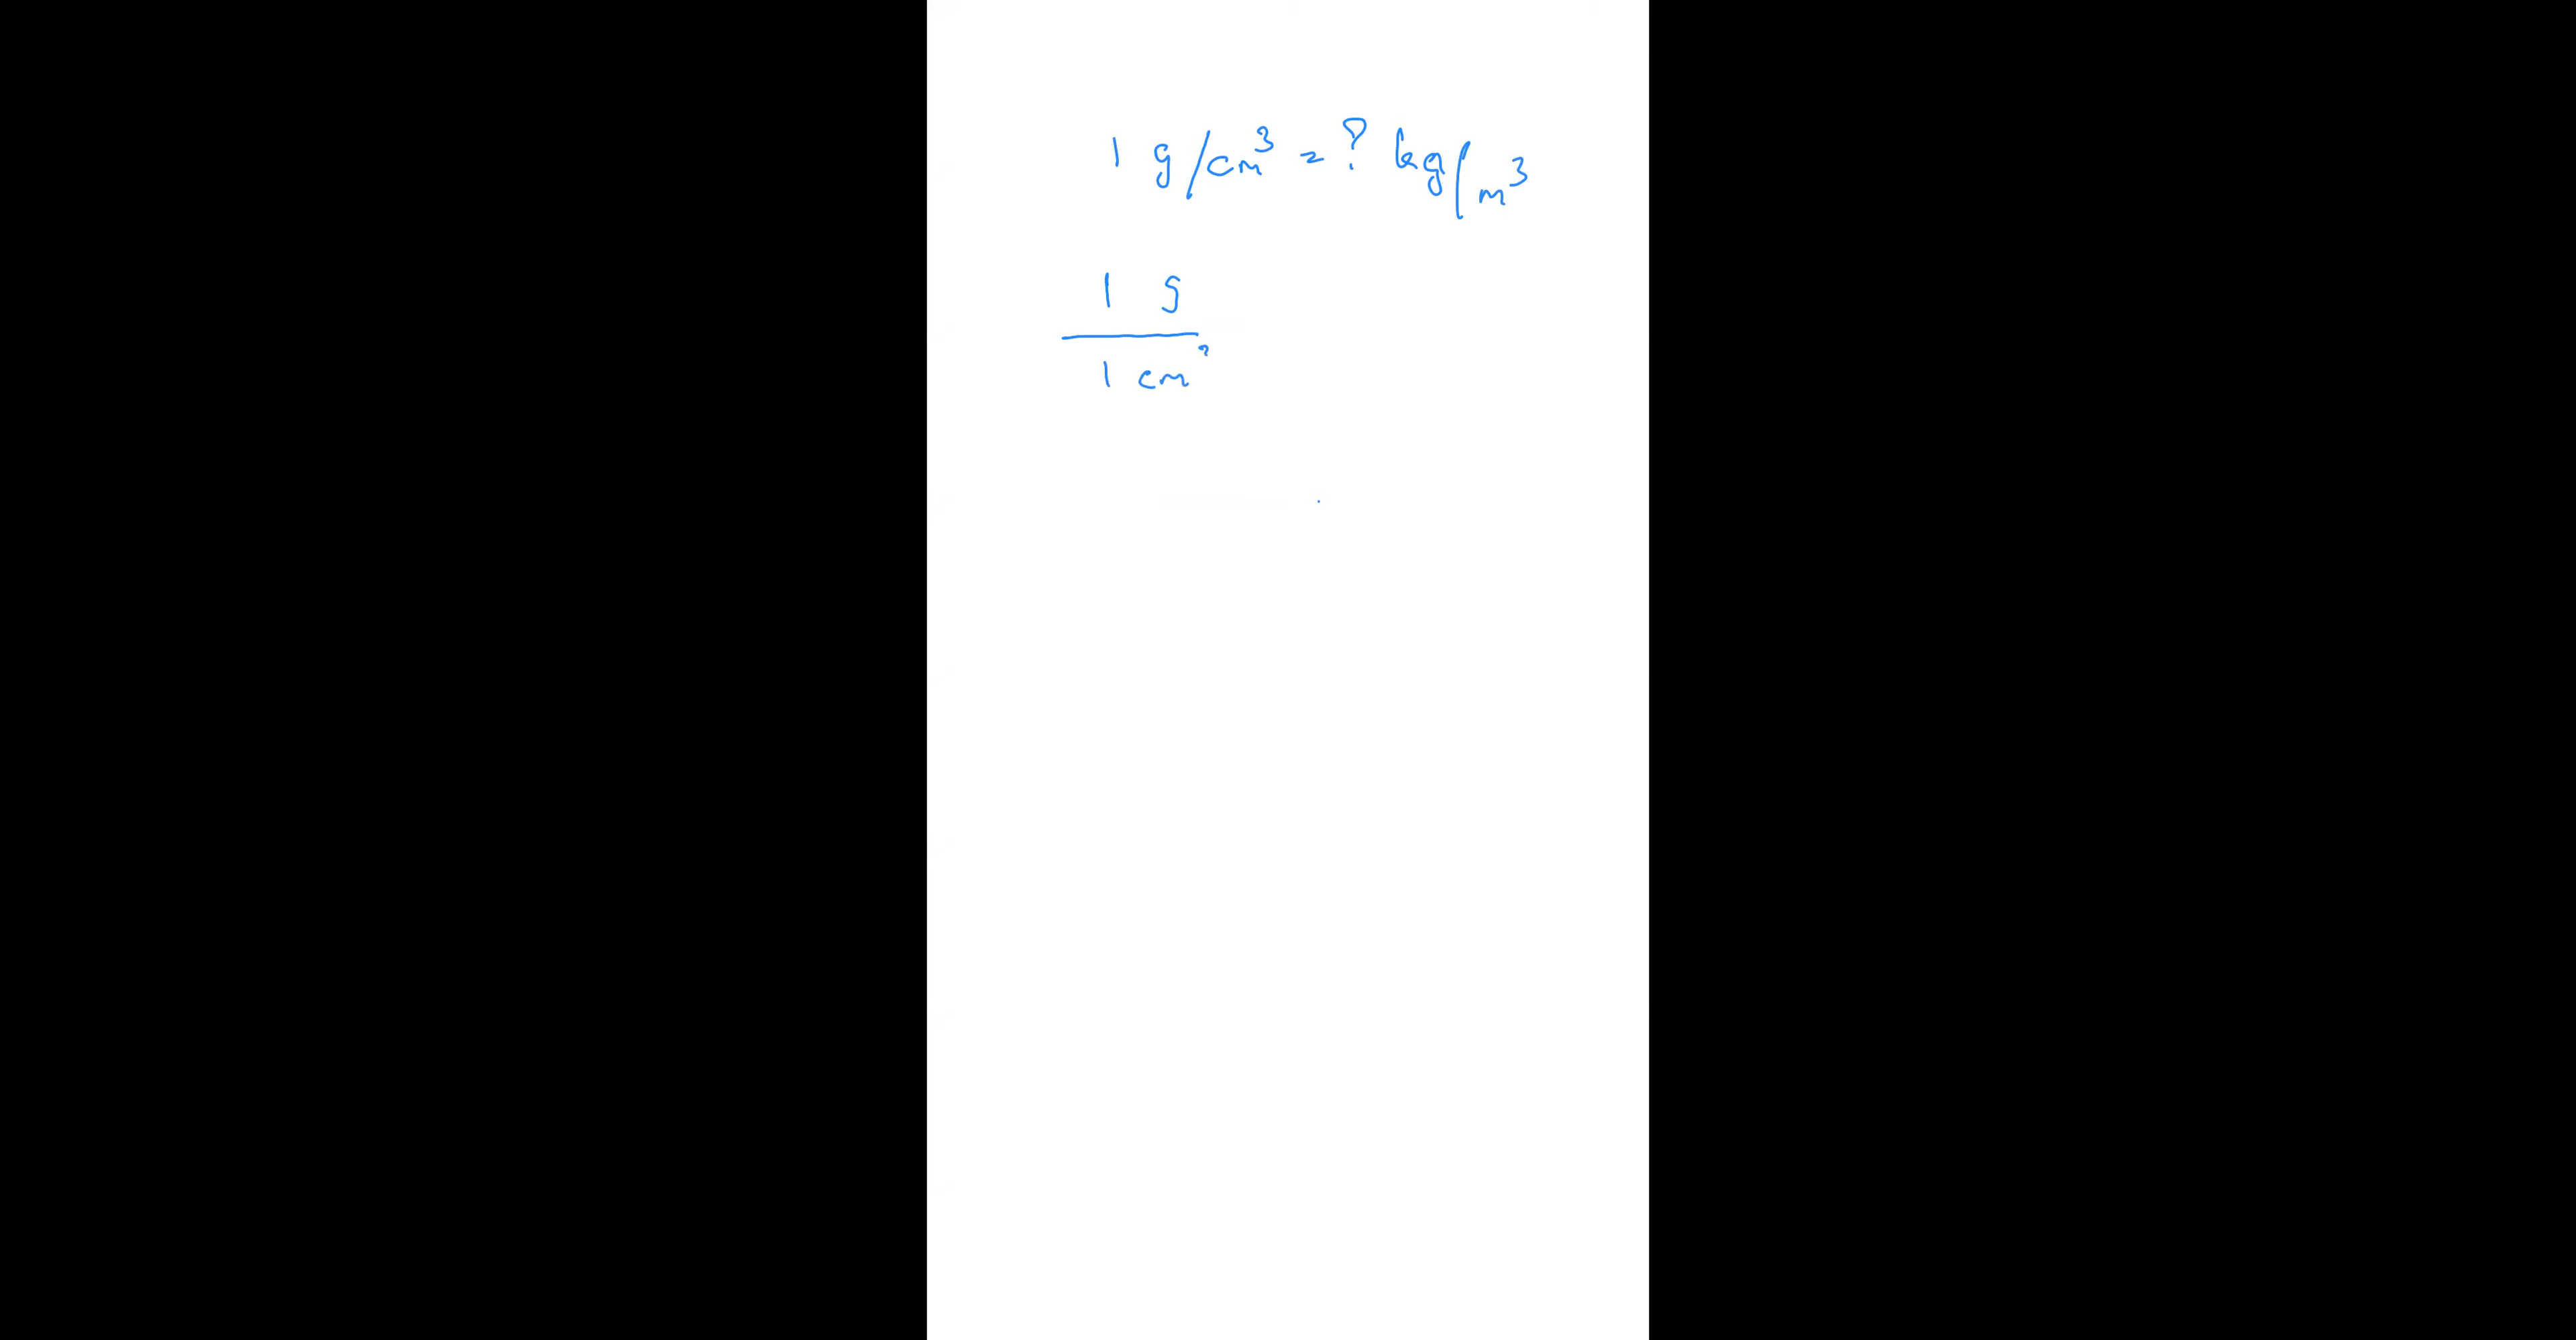 1 g/cm³ = ? kg/m³
1 g
1 cm³